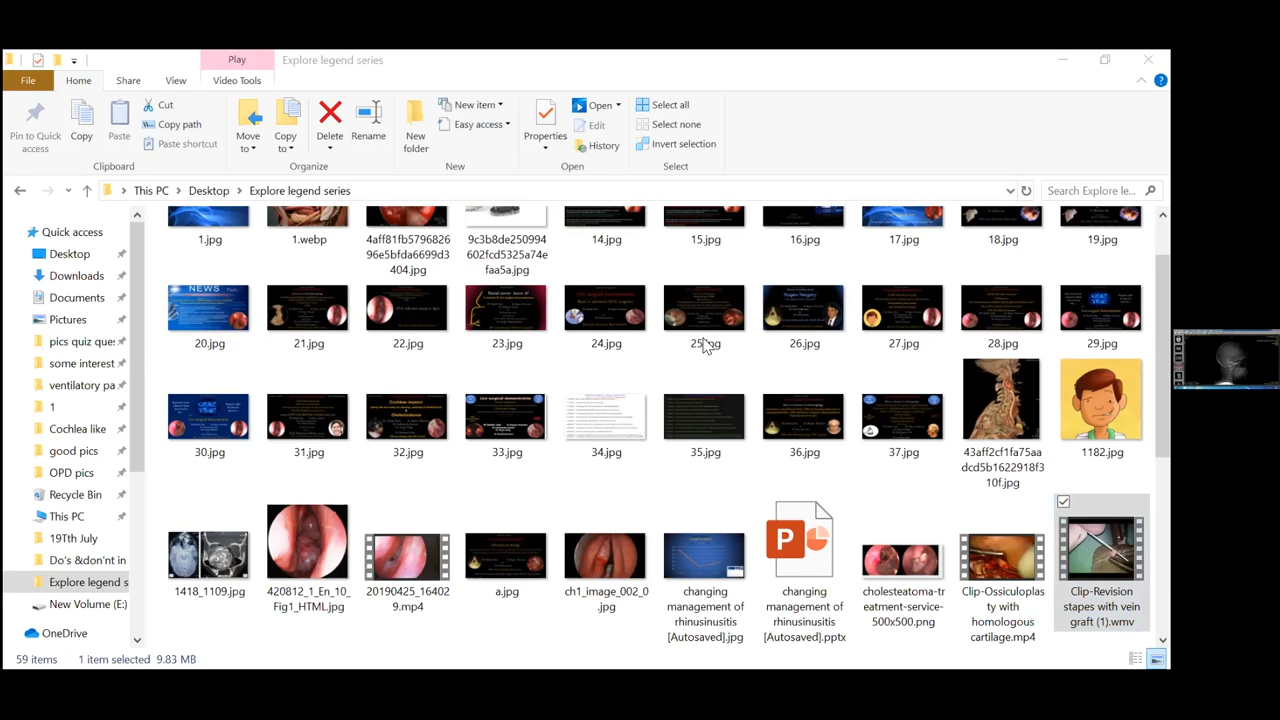 Play
Explore legend series
File
Home
Share
View
Video Tools
Pin to Quick
access
Copy
Paste
Cut
Copy path
Paste shortcut
Clipboard
Move
to
Copy
to
Delete
Rename
Organize
New
folder
New item
Easy access
New
Properties
Open
Edit
History
Open
Select all
Select none
Invert selection
Select
This PC
Desktop
Explore legend series
Search Explore le...
Quick access
Desktop
Downloads
Documents
Pictures
pics quiz que:
some interest
ventilatory pa
1
Cochlea like
good pics
OPD pics
Recycle Bin
This PC
19Tth July
Docs don'nt in
Explore legend s
New Volume (E:)
OneDrive
1.jpg
1.webp
4aff81fb5796826
96e5bfda6699d3
404.jpg
9c3b8de250994
602fcd5325a74e
faa5a.jpg
14.jpg
15.jpg
16.jpg
17.jpg
18.jpg
19.jpg
NEWS
20.jpg
21.jpg
22.jpg
23.jpg
24.jpg
25.jpg
26.jpg
27.jpg
28.jpg
29.jpg
30.jpg
31.jpg
32.jpg
33.jpg
34.jpg
35.jpg
36.jpg
37.jpg
43aff2cf1fa75aa
dcd5b1622918f3
10f.jpg
1182.jpg
P
1418_1109.jpg
420812_1_En_10_
Fig1_HTML.jpg
20190425_16402
9.mp4
a.jpg
ch1_image_002_0
.jpg
changing
management of
rhinusinusitis
[Autosaved].jpg
changing
management of
rhinusinusitis
[Autosaved].pptx
cholesteatoma-tr
eatment-service-
500x500.png
Clip-Ossiculoplas
ty with
homologous
cartilage.mp4
Clip-Revision
stapes with vein
graft (1).wmv
59 items
1 item selected 9.83 MB